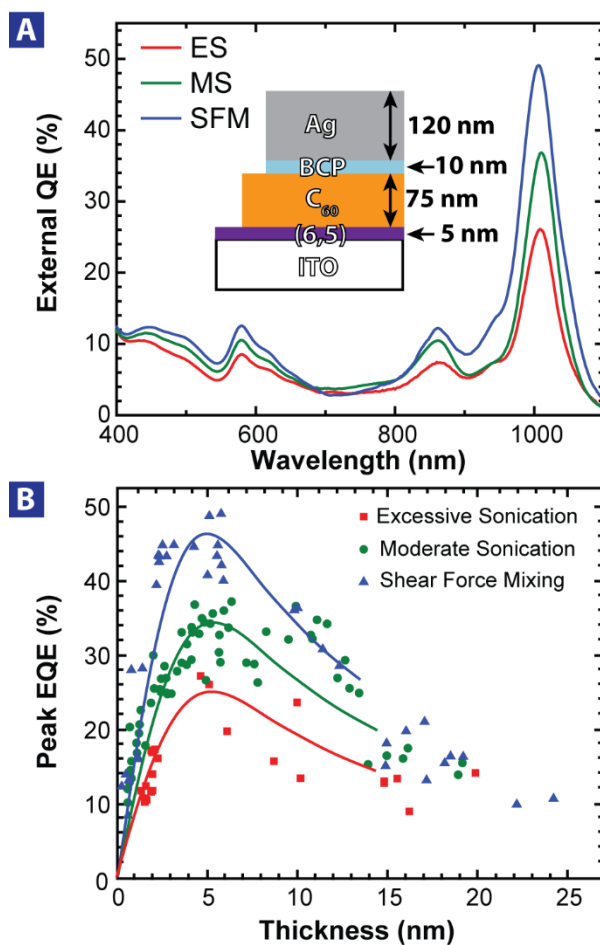 A
50
40
30
20
10
0
External QE (%)
ES
MS
SFM
Ag
120 nm
BCP
10 nm
C₆₀
75 nm
(6,5)
5 nm
ITO
400 600 800 1000
Wavelength (nm)
B
50
40
30
20
10
0
Peak EQE (%)
Excessive Sonication
Moderate Sonication
Shear Force Mixing
0 5 10 15 20 25
Thickness (nm)